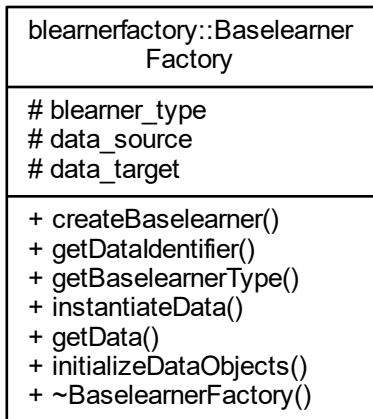 blearnerfactory::Baselearner
Factory
# blearner_type
# data_source
# data_target
+ createBaselearner()
+ getDataIdentifier()
+ getBaselearnerType()
+ instantiateData()
+ getData()
+ initializeDataObjects()
+ ~BaselearnerFactory()